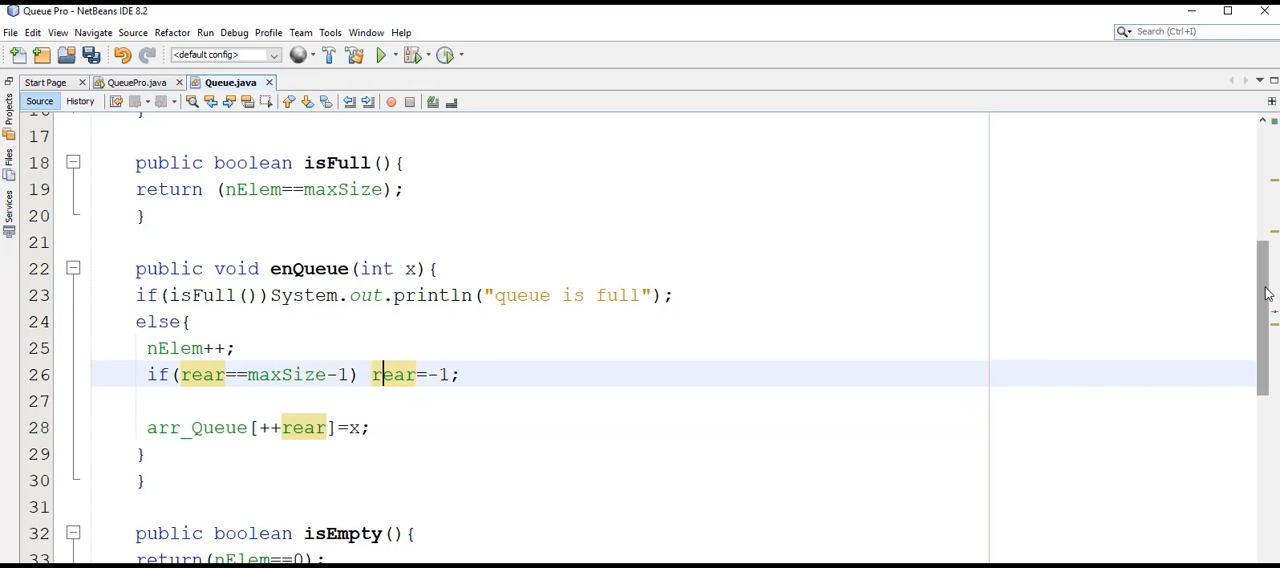 Queue Pro - NetBeans IDE 8.2
File Edit View Navigate Source Refactor Run Debug Profile Team Tools Window Help
Search (Ctrl+I)
<default config>
Start Page QueuePro.java Queue.java
Source History
Projects
Files
Services
}
17
18 public boolean isFull(){
19 return (nElem==maxSize);
20 }
21
22 public void enQueue(int x){
23 if(isFull())System.out.println("queue is full");
24 else{
25 nElem++;
26 if(rear==maxSize-1) rear=-1;
27
28 arr_Queue[++rear]=x;
29 }
30 }
31
32 public boolean isEmpty(){
33 return(nElem==0);